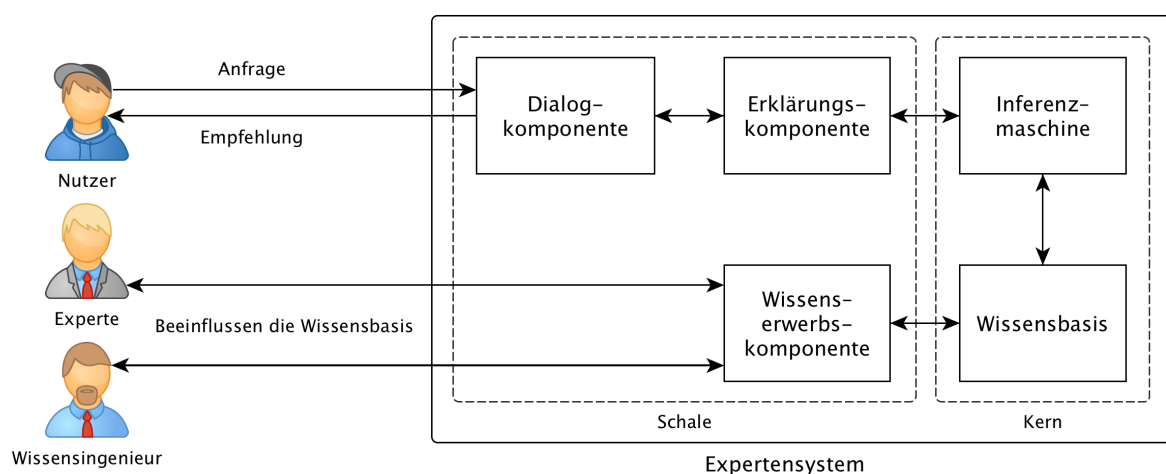 Anfrage
Empfehlung
Nutzer
Dialog-
komponente
Erklärungs-
komponente
Inferenz-
maschine
Experte
Beeinflussen die Wissensbasis
Wissensingenieur
Wissens-
erwerbs-
komponente
Wissensbasis
Schale
Kern
Expertensystem